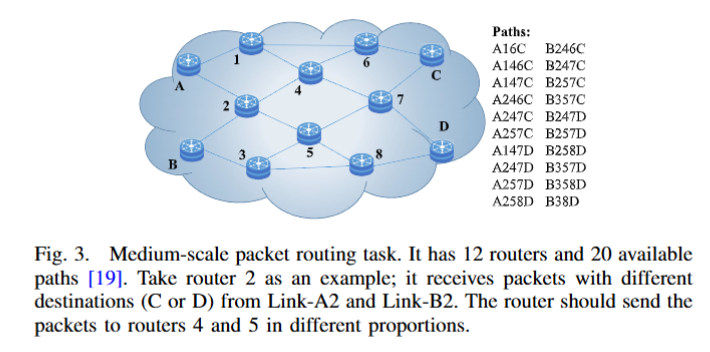 Paths:
A16C B246C
A146C B247C
A147C B257C
A246C B357C
A247C B247D
A257C B257D
A147D B258D
A247D B357D
A257D B358D
A258D B38D
1
6
A
C
4
2
7
D
B
3
5
8
Fig. 3. Medium-scale packet routing task. It has 12 routers and 20 available
paths [19]. Take router 2 as an example; it receives packets with different
destinations (C or D) from Link-A2 and Link-B2. The router should send the
packets to routers 4 and 5 in different proportions.